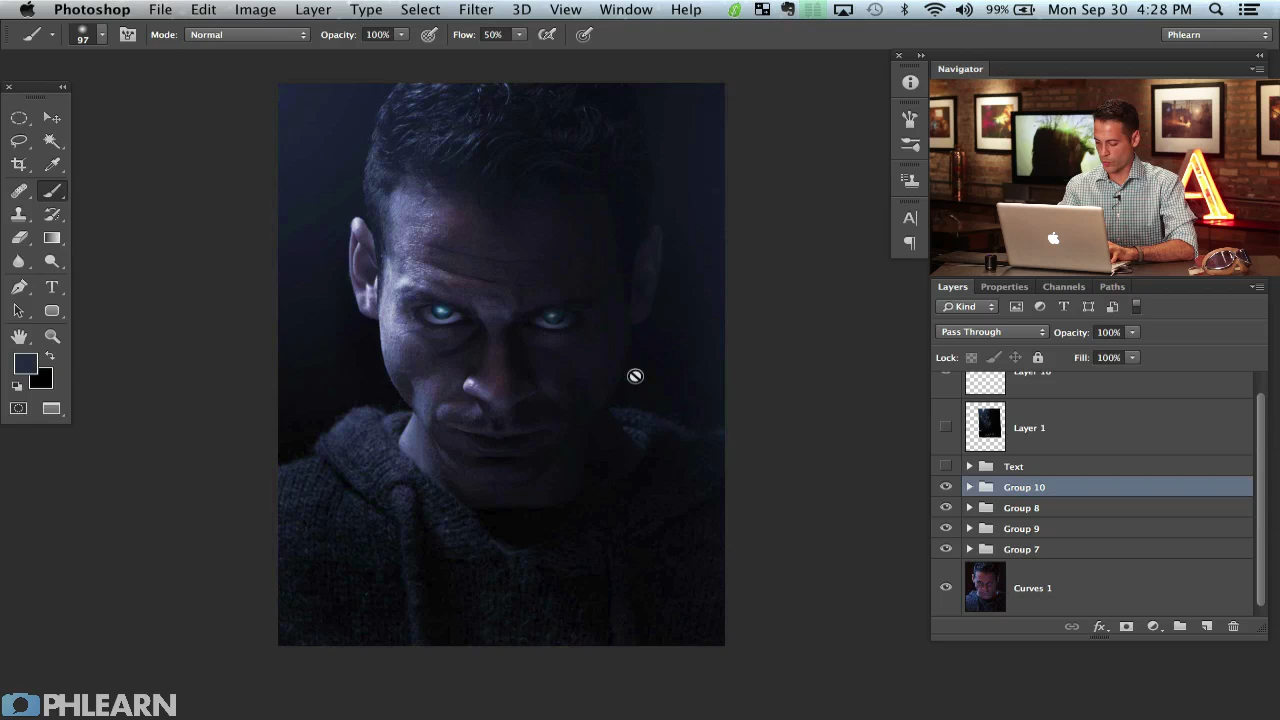 Photoshop File Edit Image Layer Type Select Filter 3D View Window Help 99% Mon Sep 30 4:28 PM
97 Mode: Normal Opacity: 100% Flow: 50% Phlearn
Navigator
A
Layers Properties Channels Paths
Kind
Pass Through Opacity: 100%
Lock: Fill: 100%
Layer 1
Text
Group 10
Group 8
Group 9
Group 7
Curves 1
fx
PHLEARN